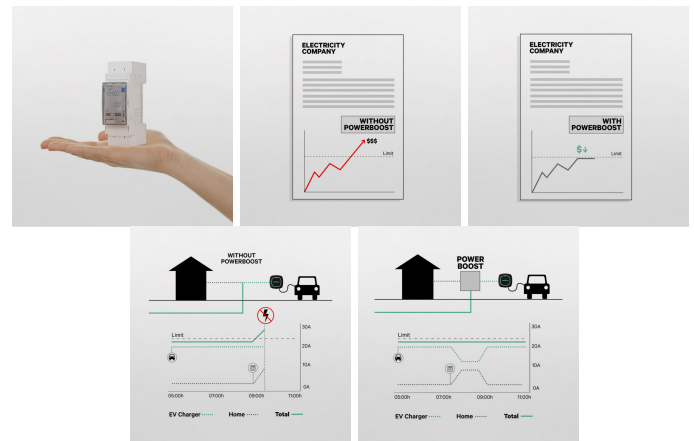 ELECTRICITY
COMPANY
WITHOUT
POWERBOOST
$$$
Limit
ELECTRICITY
COMPANY
WITH
POWERBOOST
$↓
Limit
WITHOUT
POWERBOOST
Limit
30A
20A
10A
0A
05:00h 07:00h 09:00h 11:00h
EV Charger Home Total
POWER
BOOST
Limit
30A
20A
10A
0A
05:00h 07:00h 09:00h 11:00h
EV Charger Home Total